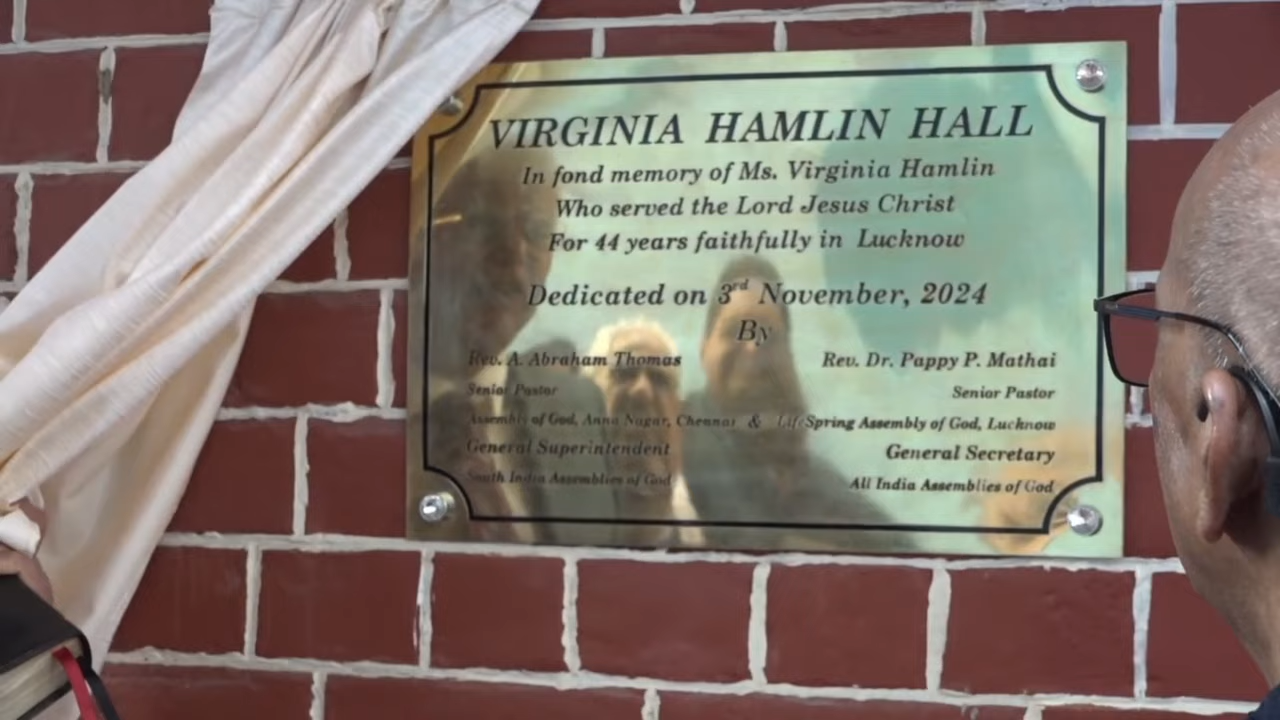 VIRGINIA HAMLIN HALL
In fond memory of Ms. Virginia Hamlin
Who served the Lord Jesus Christ
For 44 years faithfully in Lucknow
Dedicated on 3rd November, 2024
By
Rev. A. Abraham Thomas Rev. Dr. Pappy P. Mathai
Senior Pastor Senior Pastor
Assembly of God, Anna Nagar, Chennai & LifeSpring Assembly of God, Lucknow
General Superintendent General Secretary
South India Assemblies of God All India Assemblies of God